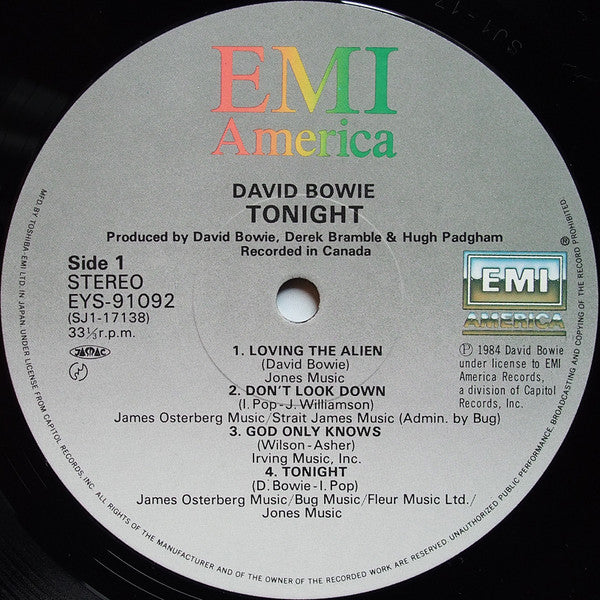 EMI
America
DAVID BOWIE
TONIGHT
Produced by David Bowie, Derek Bramble & Hugh Padgham
Recorded in Canada
Side 1
STEREO
EYS-91092
(SJ1-17138)
33⅓r.p.m.
JASRAC
®
EMI
AMERICA
Ⓟ 1984 David Bowie
under license to EMI
America Records,
a division of Capitol
Records, Inc.
1. LOVING THE ALIEN
(David Bowie)
Jones Music
2. DON'T LOOK DOWN
(I. Pop-J. Williamson)
James Osterberg Music/Strait James Music (Admin. by Bug)
3. GOD ONLY KNOWS
(Wilson-Asher)
Irving Music, Inc.
4. TONIGHT
(D. Bowie-I. Pop)
James Osterberg Music/Bug Music/Fleur Music Ltd./
Jones Music
MFD. BY TOSHIBA-EMI LTD. IN JAPAN UNDER LICENSE FROM CAPITOL RECORDS, INC. ALL RIGHTS OF THE MANUFACTURER AND OF THE OWNER OF THE RECORDED WORK ARE RESERVED UNAUTHORIZED PUBLIC PERFORMANCE, BROADCASTING AND COPYING OF THE RECORD PROHIBITED.